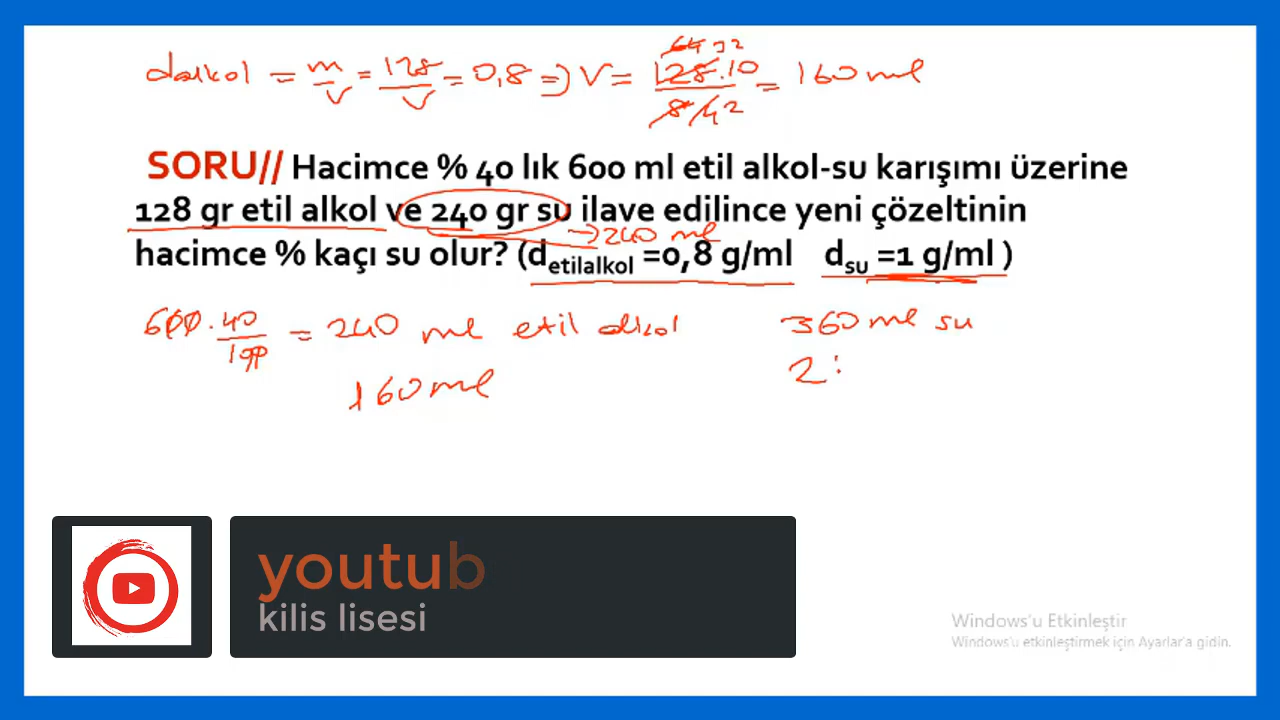 64 32
dalkol = m/V = 128/V = 0,8 => V = 128.10/8 = 160 ml
SORU// Hacimce % 40 lık 600 ml etil alkol-su karışımı üzerine
128 gr etil alkol ve 240 gr su ilave edilince yeni çözeltinin
→240 ml
hacimce % kaçı su olur? (detilalkol =0,8 g/ml dsu =1 g/ml )
600 . 40/100 = 240 ml etil alkol 360 ml su
160 ml 2
youtub
kilis lisesi
Windows'u Etkinleştir
Windows'u etkinleştirmek için Ayarlar'a gidin.